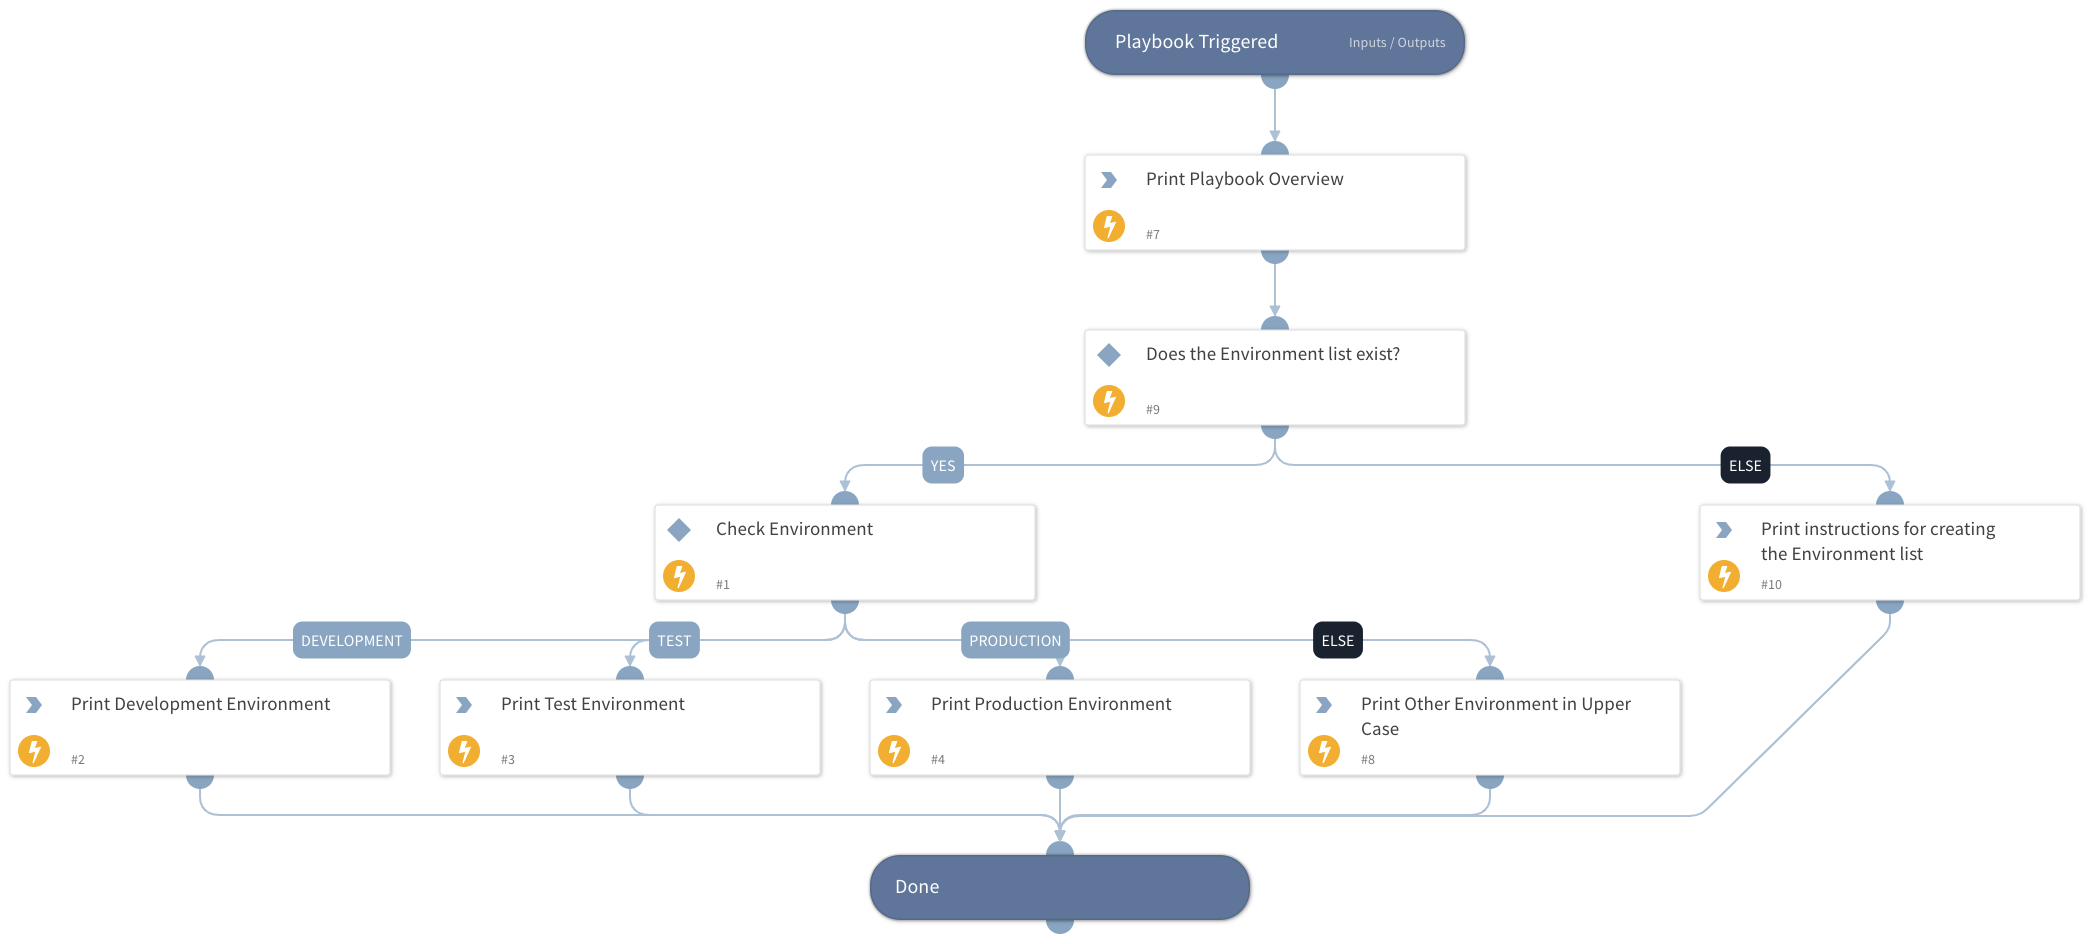 Playbook Triggered
Inputs / Outputs
Print Playbook Overview
#7
Does the Environment list exist?
#9
YES
ELSE
Check Environment
#1
Print instructions for creating
the Environment list
#10
DEVELOPMENT
TEST
PRODUCTION
ELSE
Print Development Environment
#2
Print Test Environment
#3
Print Production Environment
#4
Print Other Environment in Upper
Case
#8
Done